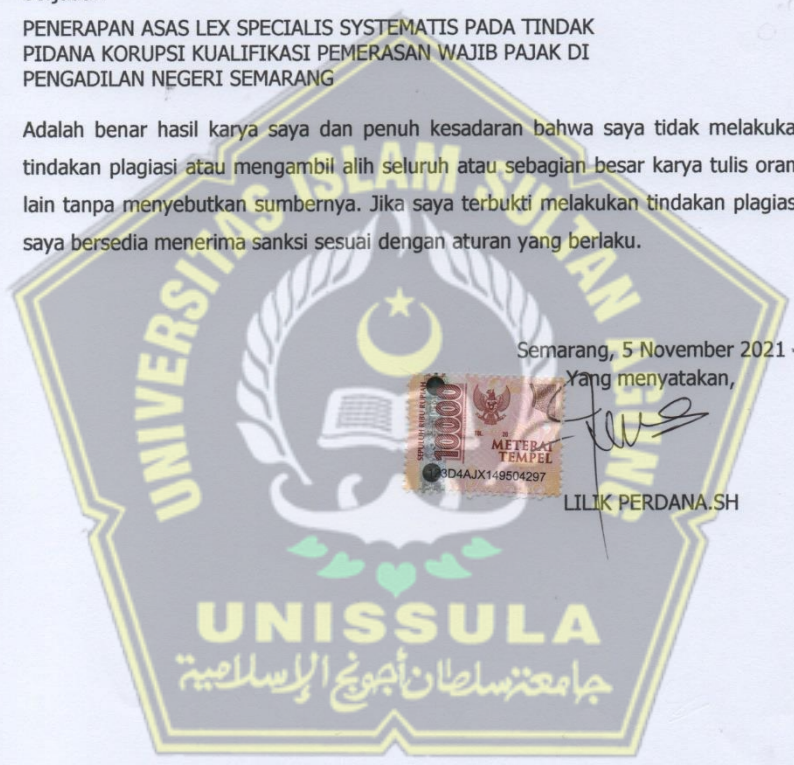 PENERAPAN ASAS LEX SPECIALIS SYSTEMATIS PADA TINDAK
PIDANA KORUPSI KUALIFIKASI PEMERASAN WAJIB PAJAK DI
PENGADILAN NEGERI SEMARANG
Adalah benar hasil karya saya dan penuh kesadaran bahwa saya tidak melakuka
tindakan plagiasi atau mengambil alih seluruh atau sebagian besar karya tulis oran
lain tanpa menyebutkan sumbernya. Jika saya terbukti melakukan tindakan plagias
saya bersedia menerima sanksi sesuai dengan aturan yang berlaku.
UNIVERSITAS ISLAM SULTAN AGUNG
Semarang, 5 November 2021
Yang menyatakan,
SEPULUH RIBU RUPIAH
10000
METERAI
TEMPEL
3D4AJX149504297
LILIK PERDANA.SH
UNISSULA
جامعة سلطان أجونج الإسلامية